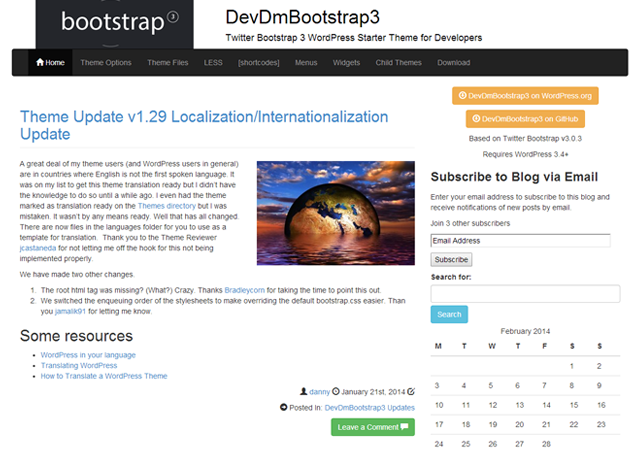 bootstrap 3
DevDmBootstrap3
Twitter Bootstrap 3 WordPress Starter Theme for Developers
Home Theme Options Theme Files LESS [shortcodes] Menus Widgets Child Themes Download
Theme Update v1.29 Localization/Internationalization
Update
A great deal of my theme users (and WordPress users in general)
are in countries where English is not the first spoken language. It
was on my list to get this theme translation ready but I didn't have
the knowledge to do so until a while ago. I even had the theme
marked as translation ready on the Themes directory but I was
mistaken. It wasn't by any means ready. Well that has all changed.
There are now files in the languages folder for you to use as a
template for translation. Thank you to the Theme Reviewer
jcastaneda for not letting me off the hook for this not being
implemented properly.
We have made two other changes.
1. The root html tag was missing? (What?) Crazy. Thanks Bradleycorn for taking the time to point this out.
2. We switched the enqueuing order of the stylesheets to make overriding the default bootstrap.css easier. Than
you jamalik91 for letting me know.
Some resources
WordPress in your language
Translating WordPress
How to Translate a WordPress Theme
danny January 21st, 2014
Posted In: DevDmBootstrap3 Updates
Leave a Comment
DevDmBootstrap3 on WordPress.org
DevDmBootstrap3 on GitHub
Based on Twitter Bootstrap v3.0.3
Requires WordPress 3.4+
Subscribe to Blog via Email
Enter your email address to subscribe to this blog and
receive notifications of new posts by email.
Join 3 other subscribers
Email Address
Subscribe
Search for:
Search
February 2014
M T W T F S S
1 2
3 4 5 6 7 8 9
10 11 12 13 14 15 16
17 18 19 20 21 22 23
24 25 26 27 28